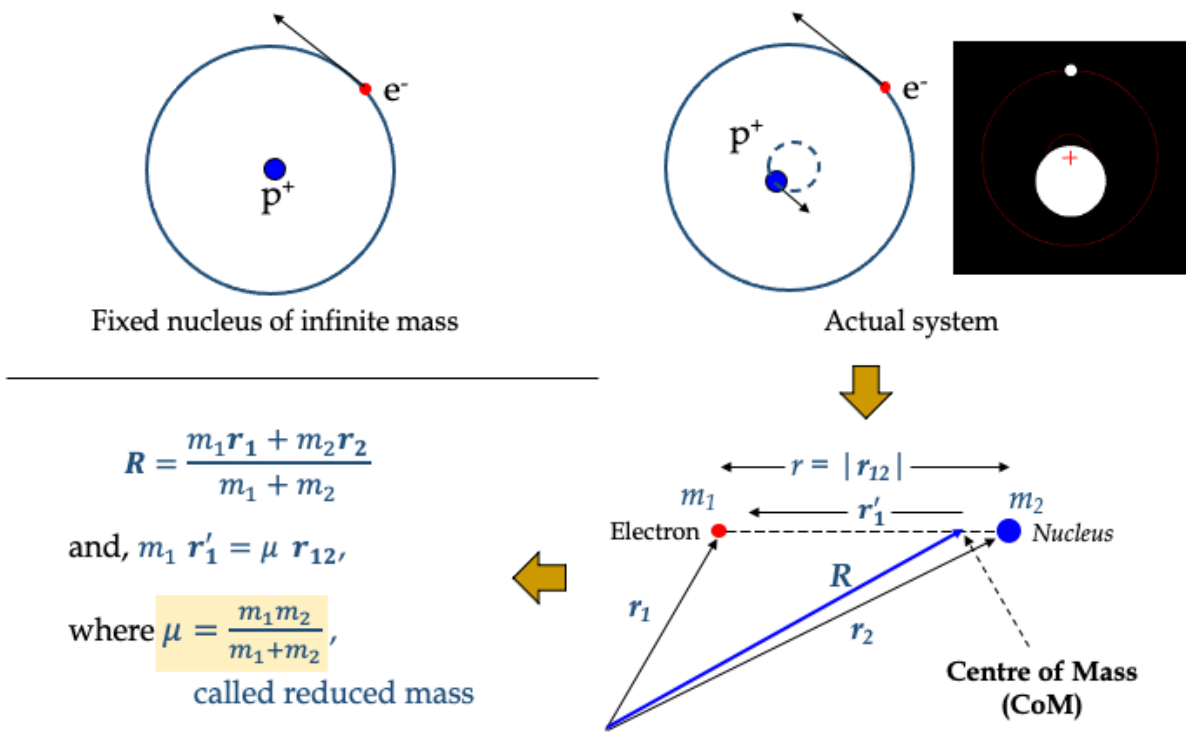 e⁻
p⁺
Fixed nucleus of infinite mass
e⁻
p⁺
Actual system
R = (m₁r₁ + m₂r₂) / (m₁ + m₂)
and, m₁ r′₁ = μ r₁₂,
where μ = m₁m₂ / (m₁+m₂),
called reduced mass
r = |r₁₂|
m₁ r′₁ m₂
Electron Nucleus
R
r₁
r₂
Centre of Mass
(CoM)